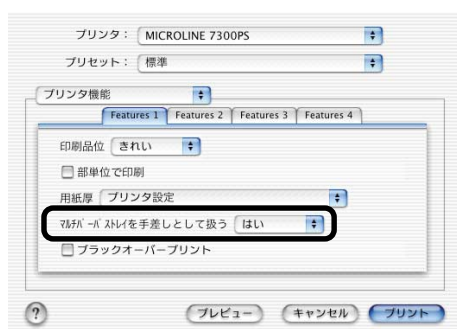 プリンタ： MICROLINE 7300PS
プリセット： 標準
プリンタ機能
Features 1 Features 2 Features 3 Features 4
印刷品位 きれい
部単位で印刷
用紙厚 プリンタ設定
ﾏﾙﾁﾊﾟｰﾊﾟｽﾄﾚｲを手差しとして扱う はい
ブラックオーバープリント
? プレビュー キャンセル プリント